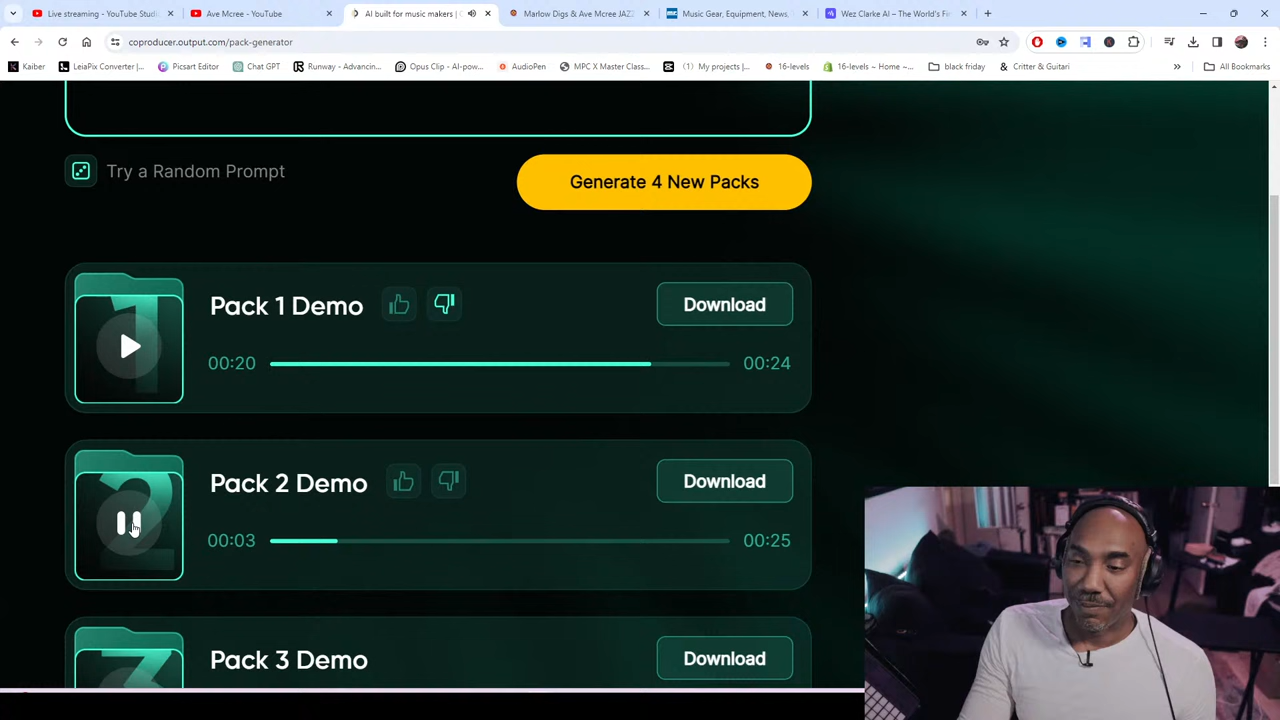 Live streaming - YouTube Studi
Ave Mcree - YouTube
AI built for music makers | C
Marlow Digs & Ave Mcree JAZZ
Music Gear, Equipment, News,
Wez Clarke AI – The World's Fi
coproducer.output.com/pack-generator
Kaiber
LeiaPix Converter |...
Picsart Editor
Chat GPT
Runway - Advancin...
Opus Clip - AI-pow...
AudioPen
MPC X Master Class...
(1) My projects |...
16-levels
16-levels ~ Home ~...
black friday
Critter & Guitari
»
All Bookmarks
Try a Random Prompt
Generate 4 New Packs
1
Pack 1 Demo
Download
00:20
00:24
2
Pack 2 Demo
Download
00:03
00:25
3
Pack 3 Demo
Download